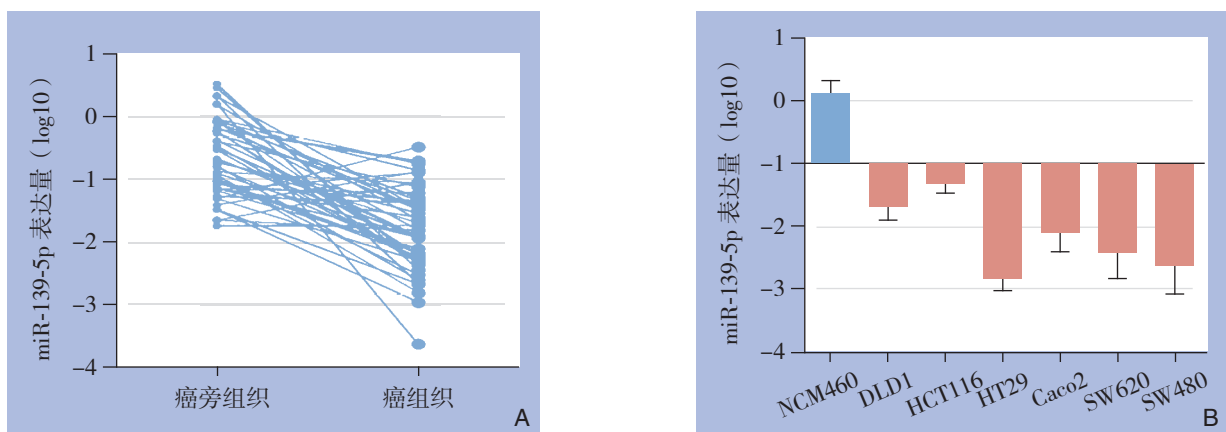 miR-139-5p 表达量（log10）
1
0
−1
−2
−3
−4
癌旁组织
癌组织
A
miR-139-5p 表达量（log10）
1
0
−1
−2
−3
−4
NCM460
DLD1
HCT116
HT29
Caco2
SW620
SW480
B